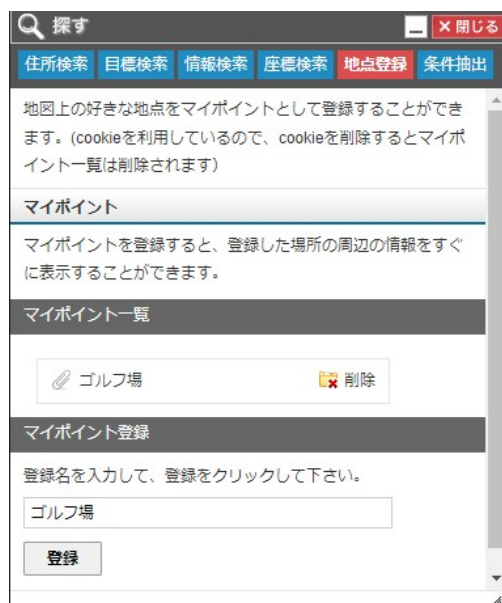 探す
閉じる
住所検索 目標検索 情報検索 座標検索 地点登録 条件抽出
地図上の好きな地点をマイポイントとして登録することができ
ます。(cookieを利用しているので、cookieを削除するとマイポ
イント一覧は削除されます)
マイポイント
マイポイントを登録すると、登録した場所の周辺の情報をすぐ
に表示することができます。
マイポイント一覧
ゴルフ場 削除
マイポイント登録
登録名を入力して、登録をクリックして下さい。
ゴルフ場
登録